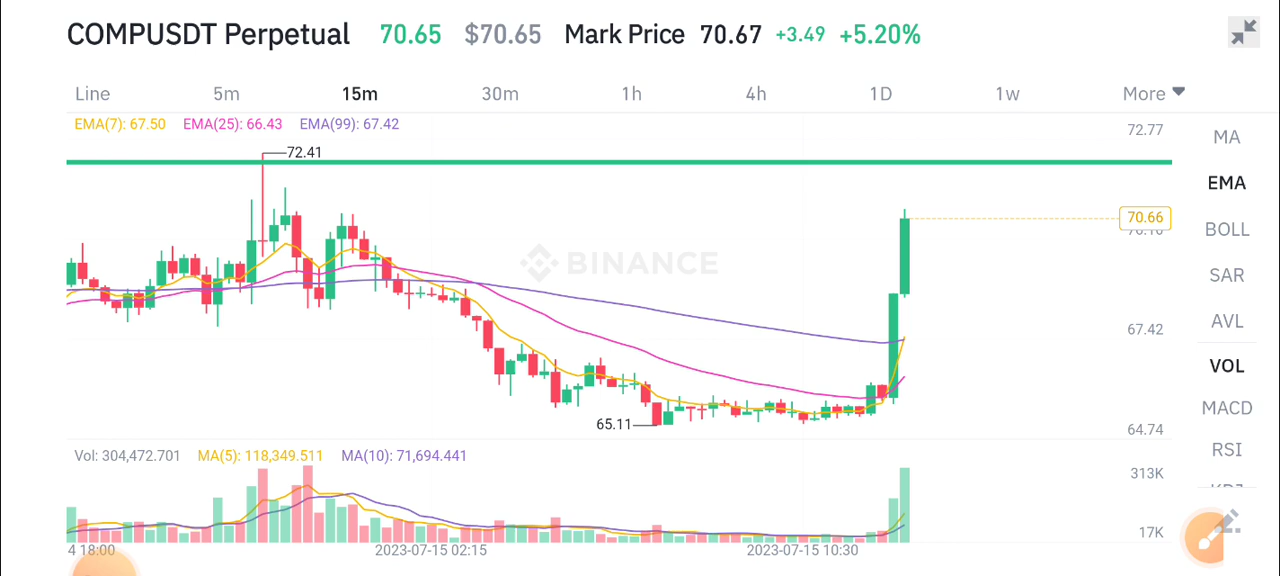 COMPUSDT Perpetual 70.65 $70.65 Mark Price 70.67 +3.49 +5.20%
Line 5m 15m 30m 1h 4h 1D 1w More
EMA(7): 67.50 EMA(25): 66.43 EMA(99): 67.42
72.77
MA
72.41
EMA
70.66
BOLL
BINANCE
SAR
AVL
67.42
VOL
MACD
65.11
64.74
Vol: 304,472.701 MA(5): 118,349.511 MA(10): 71,694.441
RSI
313K
17K
4 18:00 2023-07-15 02:15 2023-07-15 10:30